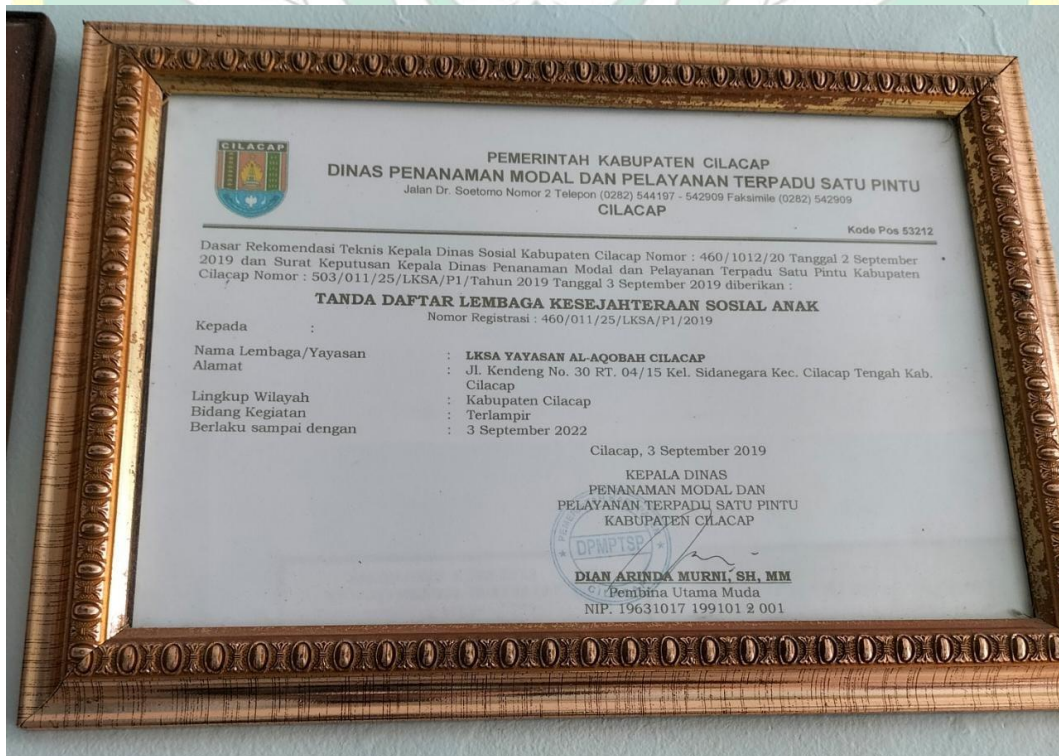 CILACAP
PEMERINTAH KABUPATEN CILACAP
DINAS PENANAMAN MODAL DAN PELAYANAN TERPADU SATU PINTU
Jalan Dr. Soetomo Nomor 2 Telepon (0282) 544197 - 542909 Faksimile (0282) 542909
CILACAP
Kode Pos 53212
Dasar Rekomendasi Teknis Kepala Dinas Sosial Kabupaten Cilacap Nomor : 460/1012/20 Tanggal 2 September
2019 dan Surat Keputusan Kepala Dinas Penanaman Modal dan Pelayanan Terpadu Satu Pintu Kabupaten
Cilacap Nomor : 503/011/25/LKSA/P1/Tahun 2019 Tanggal 3 September 2019 diberikan :
TANDA DAFTAR LEMBAGA KESEJAHTERAAN SOSIAL ANAK
Nomor Registrasi : 460/011/25/LKSA/P1/2019
Kepada :
Nama Lembaga/Yayasan : LKSA YAYASAN AL-AQOBAH CILACAP
Alamat : Jl. Kendeng No. 30 RT. 04/15 Kel. Sidanegara Kec. Cilacap Tengah Kab.
Cilacap
Lingkup Wilayah : Kabupaten Cilacap
Bidang Kegiatan : Terlampir
Berlaku sampai dengan : 3 September 2022
Cilacap, 3 September 2019
KEPALA DINAS
PENANAMAN MODAL DAN
PELAYANAN TERPADU SATU PINTU
KABUPATEN CILACAP
DPMPTSP
DIAN ARINDA MURNI, SH, MM
Pembina Utama Muda
NIP. 19631017 199101 2 001